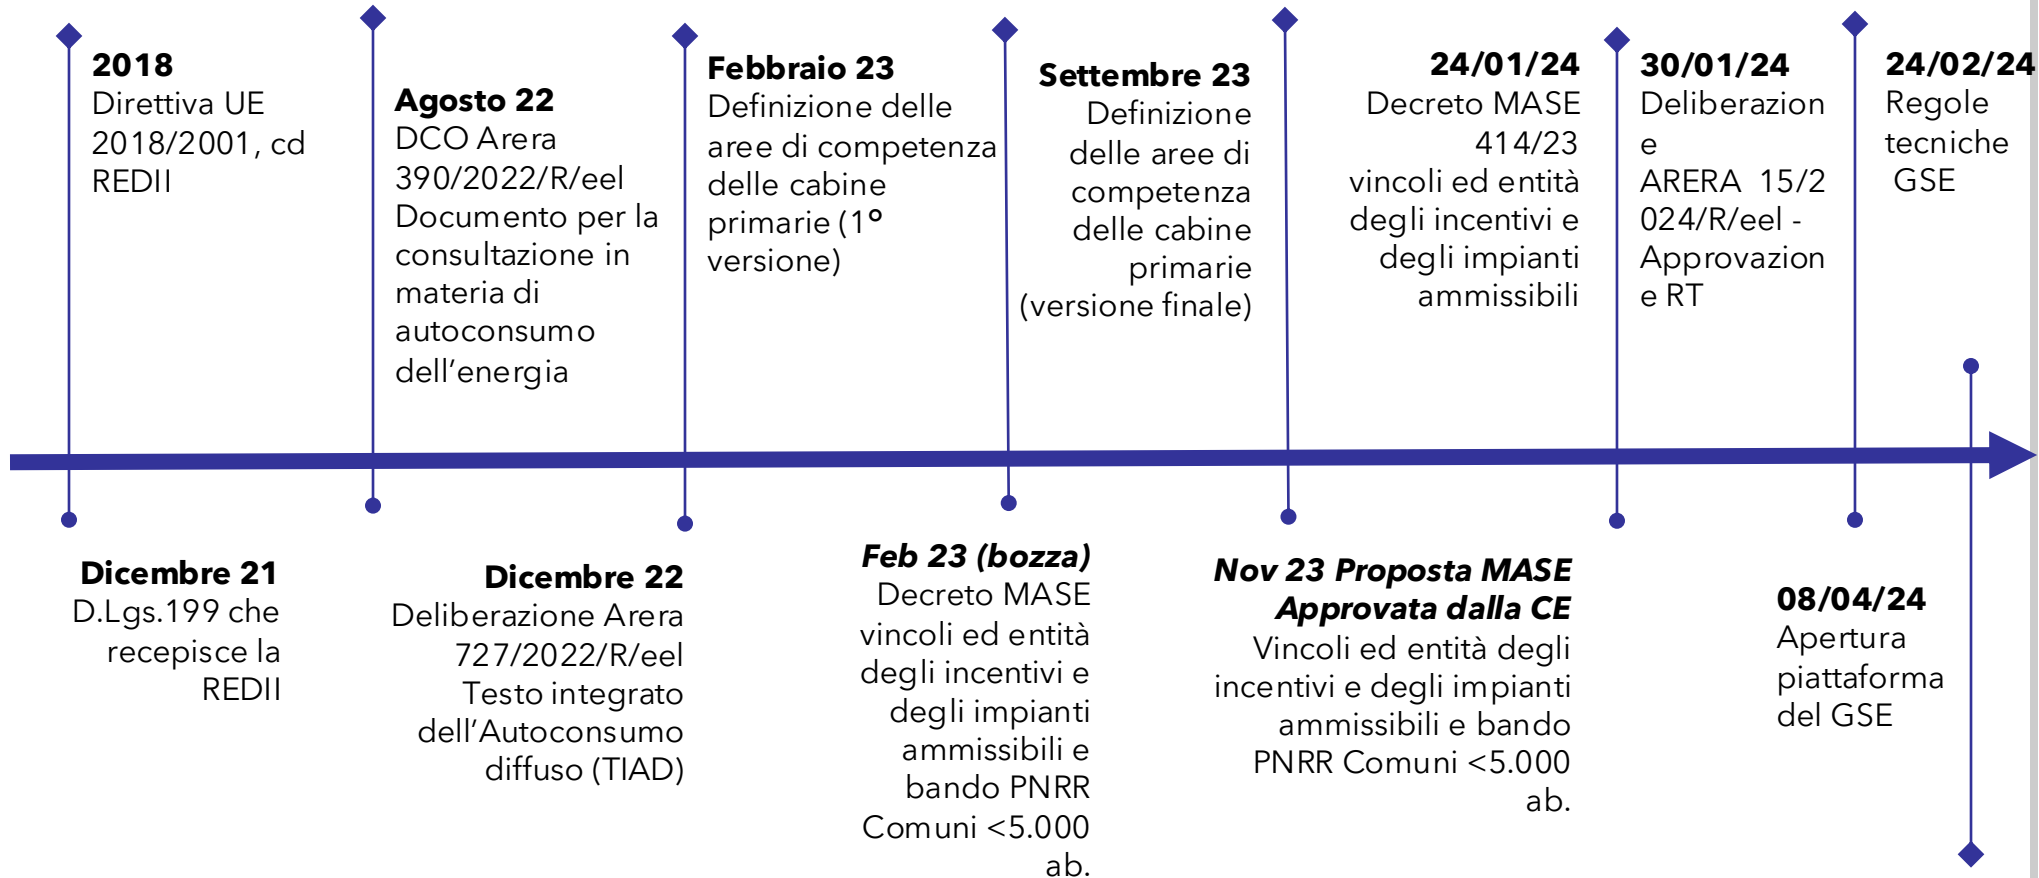 2018
Direttiva UE
2018/2001, cd
REDII
Agosto 22
DCO Arera
390/2022/R/eel
Documento per la
consultazione in
materia di
autoconsumo
dell’energia
Febbraio 23
Definizione delle
aree di competenza
delle cabine
primarie (1°
versione)
Settembre 23
Definizione
delle aree di
competenza
delle cabine
primarie
(versione finale)
24/01/24
Decreto MASE
414/23
vincoli ed entità
degli incentivi e
degli impianti
ammissibili
30/01/24
Deliberazion
e
ARERA 15/2
024/R/eel -
Approvazion
e RT
24/02/24
Regole
tecniche
GSE
Dicembre 21
D.Lgs.199 che
recepisce la
REDII
Dicembre 22
Deliberazione Arera
727/2022/R/eel
Testo integrato
dell’Autoconsumo
diffuso (TIAD)
Feb 23 (bozza)
Decreto MASE
vincoli ed entità
degli incentivi e
degli impianti
ammissibili e
bando PNRR
Comuni <5.000
ab.
Nov 23 Proposta MASE
Approvata dalla CE
Vincoli ed entità degli
incentivi e degli impianti
ammissibili e bando
PNRR Comuni <5.000
ab.
08/04/24
Apertura
piattaforma
del GSE